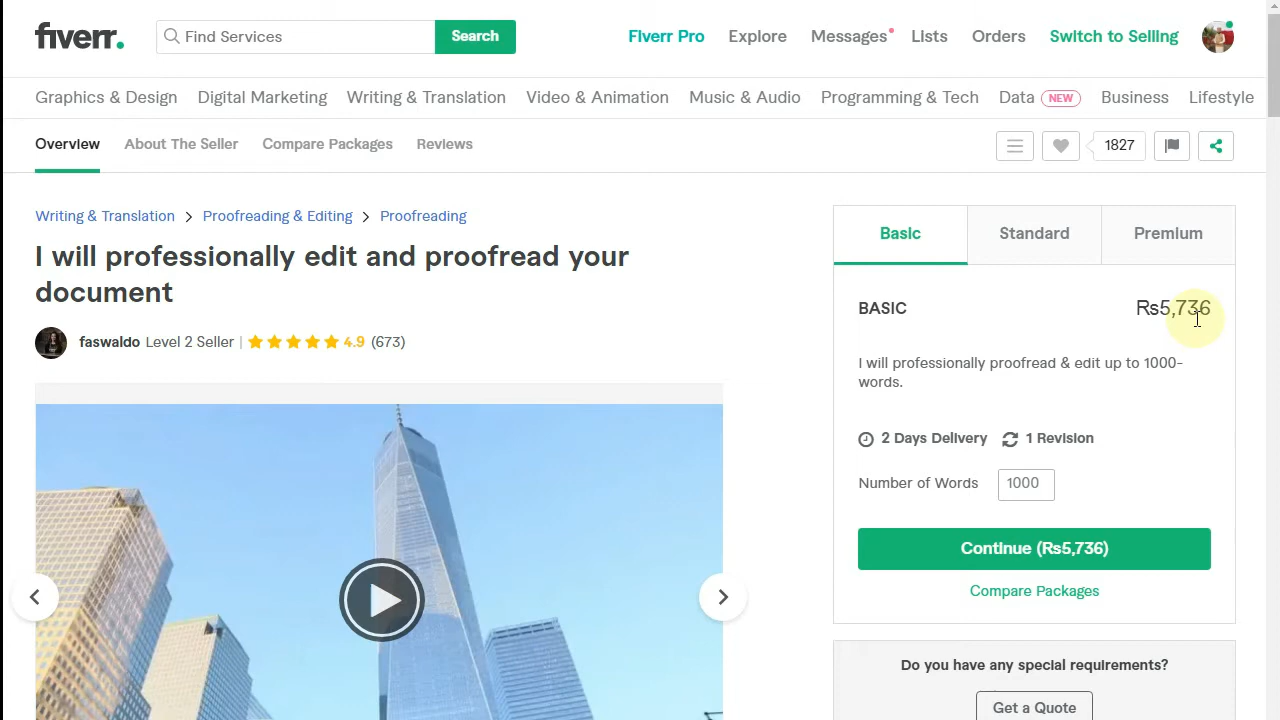 fiverr.
Find Services
Search
Fiverr Pro
Explore
Messages
Lists
Orders
Switch to Selling
Graphics & Design
Digital Marketing
Writing & Translation
Video & Animation
Music & Audio
Programming & Tech
Data NEW
Business
Lifestyle
Overview
About The Seller
Compare Packages
Reviews
1827
Writing & Translation > Proofreading & Editing > Proofreading
I will professionally edit and proofread your
document
faswaldo Level 2 Seller | 4.9 (673)
Basic
Standard
Premium
BASIC
Rs5,736
I will professionally proofread & edit up to 1000-
words.
2 Days Delivery
1 Revision
Number of Words
1000
Continue (Rs5,736)
Compare Packages
Do you have any special requirements?
Get a Quote